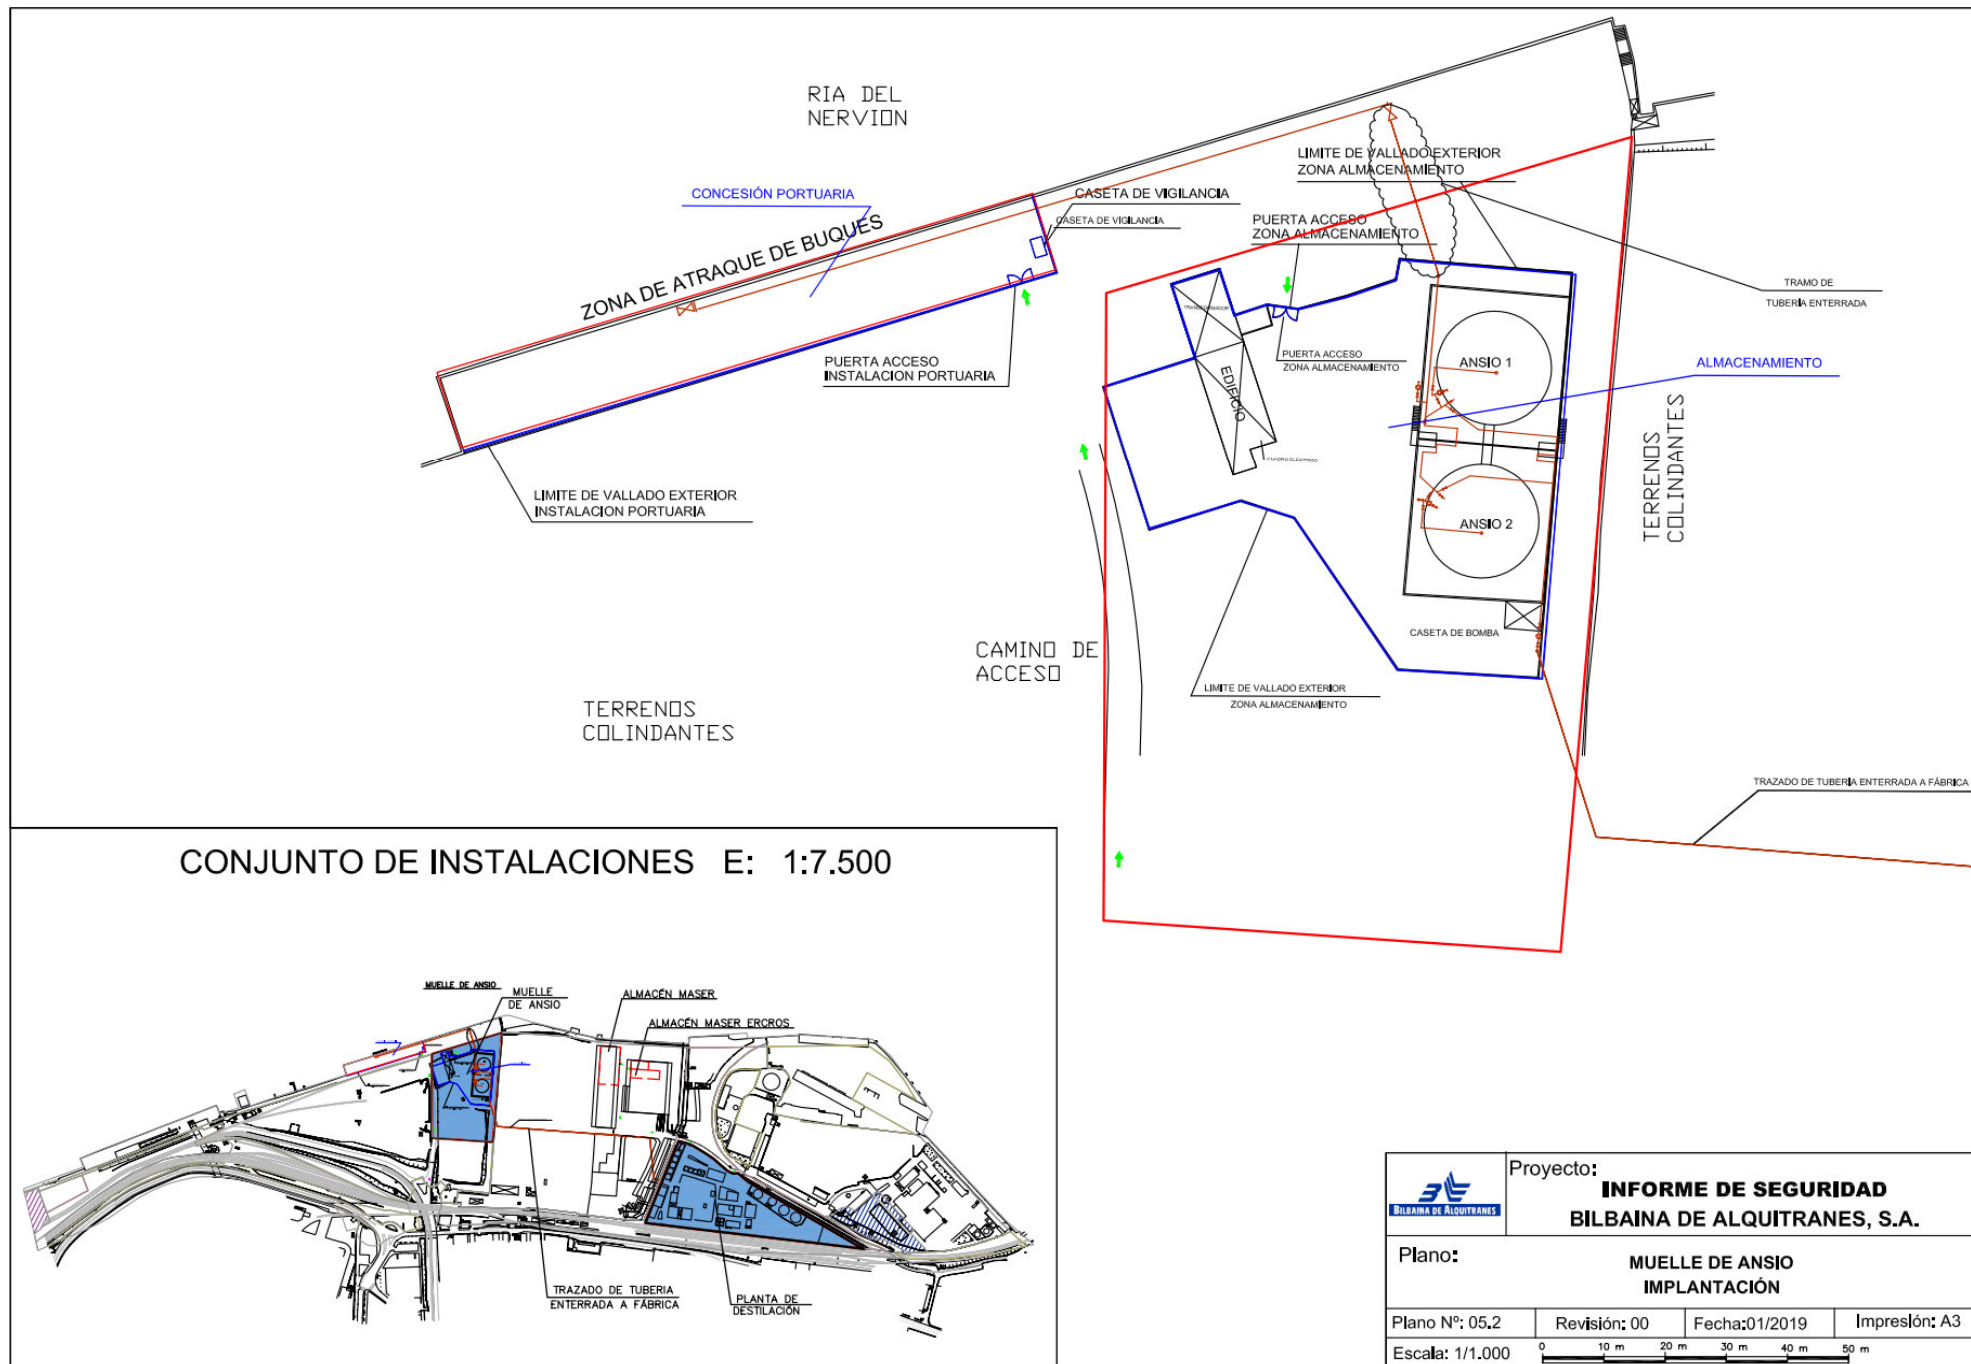 RIA DEL
NERVION
CONCESIÓN PORTUARIA
ZONA DE ATRAQUE DE BUQUES
CASETA DE VIGILANCIA
CASETA DE VIGILANCIA
LIMITE DE VALLADO EXTERIOR
ZONA ALMACENAMIENTO
PUERTA ACCESO
ZONA ALMACENAMIENTO
TRAMO DE
TUBERÍA ENTERRADA
TRANSFORMADOR
PUERTA ACCESO
INSTALACION PORTUARIA
PUERTA ACCESO
ZONA ALMACENAMIENTO
ANSIO 1
ALMACENAMIENTO
EDIFICIO
CUADRO ELECTRICO
TERRENOS
COLINDANTES
LIMITE DE VALLADO EXTERIOR
INSTALACION PORTUARIA
ANSIO 2
CASETA DE BOMBA
CAMINO DE
ACCESO
LIMITE DE VALLADO EXTERIOR
ZONA ALMACENAMIENTO
TERRENOS
COLINDANTES
TRAZADO DE TUBERÍA ENTERRADA A FÁBRICA
CONJUNTO DE INSTALACIONES E: 1:7.500
MUELLE DE ANSIO
MUELLE
DE ANSIO
ALMACÉN MASER
ALMACÉN MASER ERCROS
TRAZADO DE TUBERIA
ENTERRADA A FÁBRICA
PLANTA DE
DESTILACIÓN
BILBAINA DE ALQUITRANES
Proyecto:
INFORME DE SEGURIDAD
BILBAINA DE ALQUITRANES, S.A.
Plano:
MUELLE DE ANSIO
IMPLANTACIÓN
Plano Nº: 05.2
Revisión: 00
Fecha:01/2019
Impresión: A3
Escala: 1/1.000
0 10 m 20 m 30 m 40 m 50 m